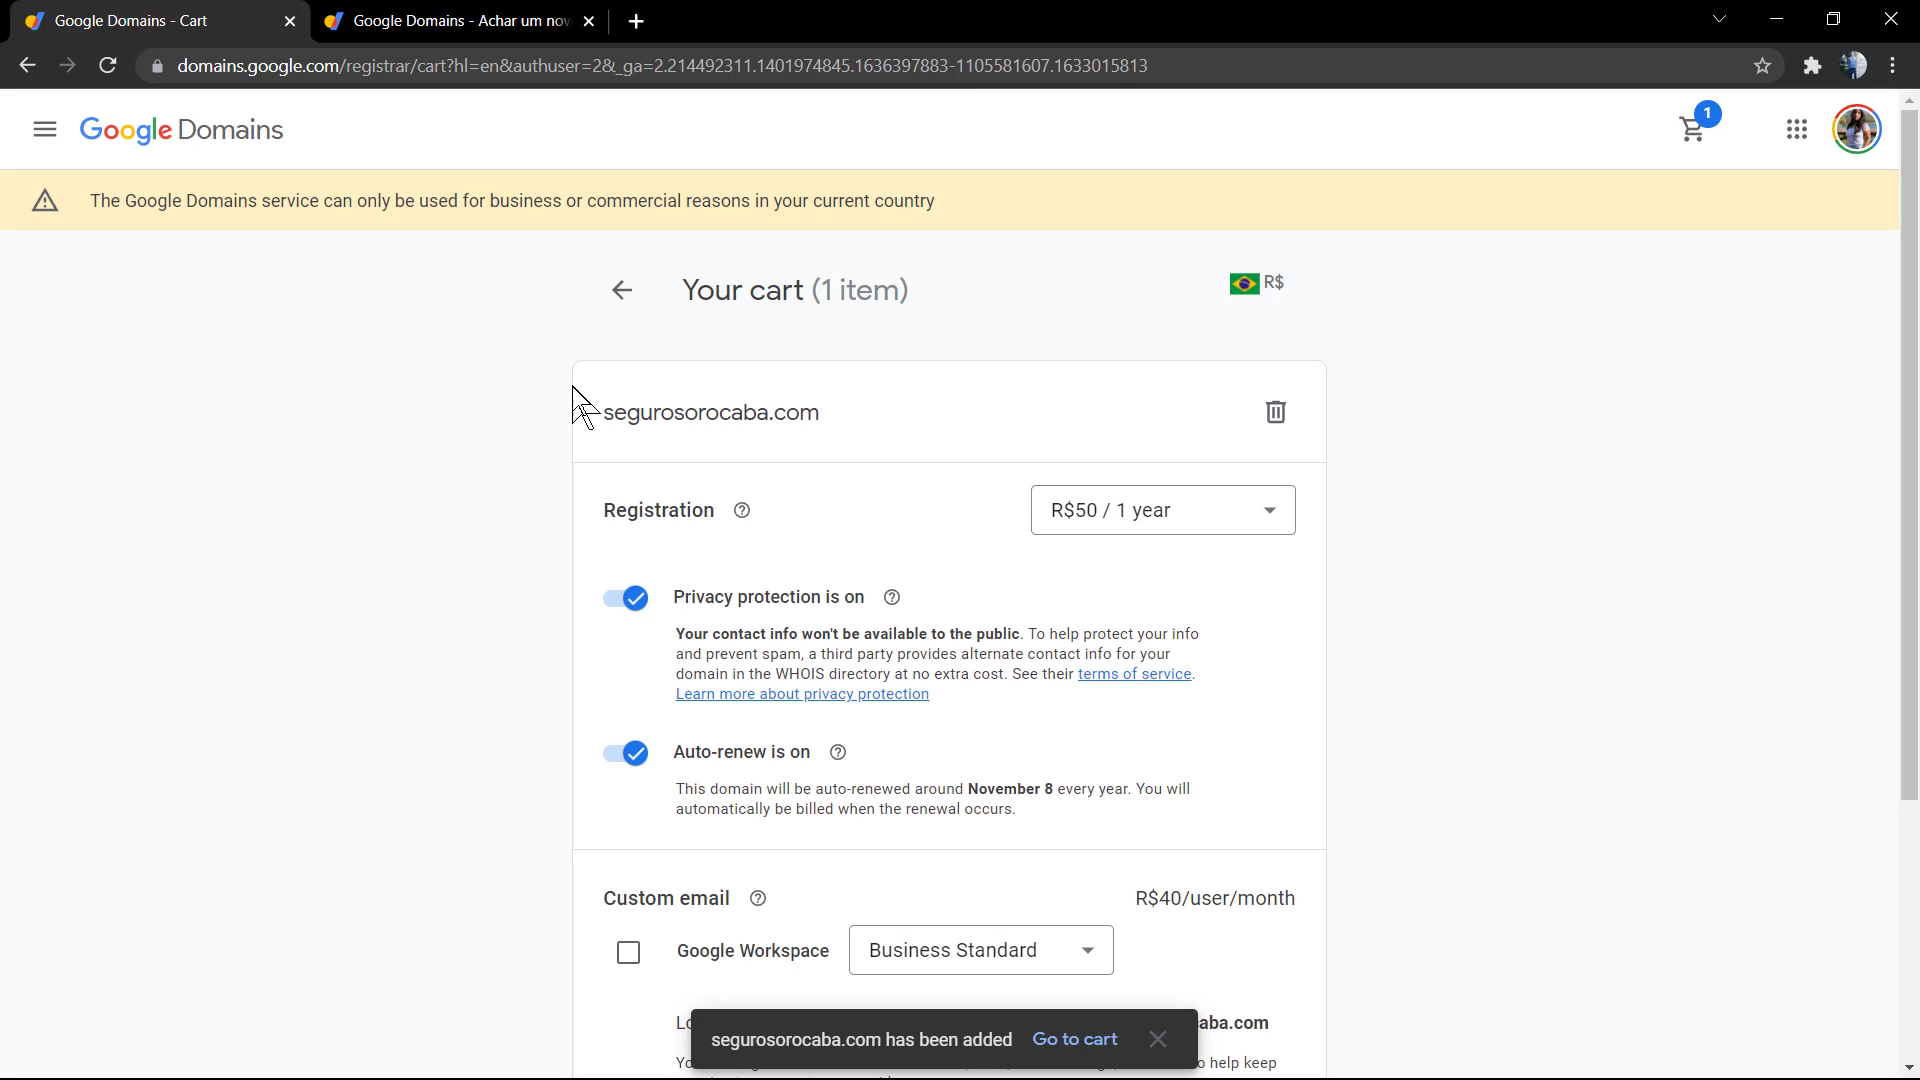 Google Domains - Cart
Google Domains - Achar um nov
domains.google.com/registrar/cart?hl=en&authuser=2&_ga=2.214492311.1401974845.1636397883-1105581607.1633015813
Google Domains
1
The Google Domains service can only be used for business or commercial reasons in your current country
Your cart (1 item)
R$
segurosorocaba.com
Registration
R$50 / 1 year
Privacy protection is on
Your contact info won't be available to the public. To help protect your info
and prevent spam, a third party provides alternate contact info for your
domain in the WHOIS directory at no extra cost. See their terms of service.
Learn more about privacy protection
Auto-renew is on
This domain will be auto-renewed around November 8 every year. You will
automatically be billed when the renewal occurs.
Custom email
R$40/user/month
Google Workspace
Business Standard
aba.com
segurosorocaba.com has been added Go to cart
help keep